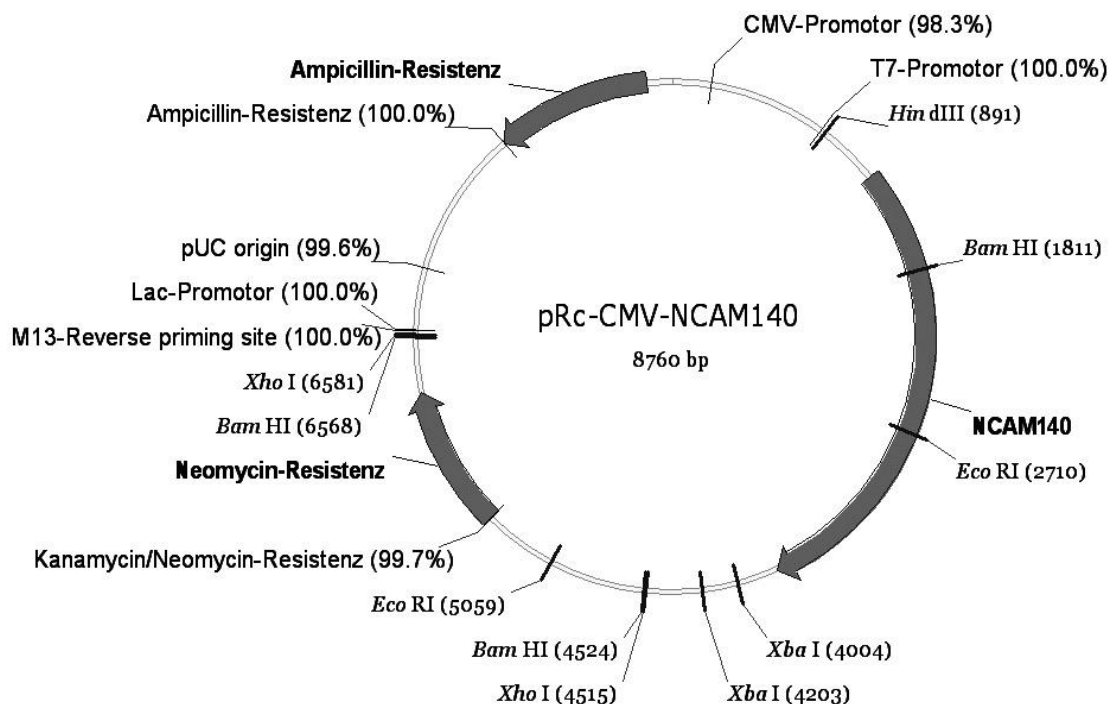 CMV-Promotor (98.3%)
T7-Promotor (100.0%)
Hin dIII (891)
Bam HI (1811)
NCAM140
Eco RI (2710)
Xba I (4004)
Xba I (4203)
Xho I (4515)
Bam HI (4524)
Eco RI (5059)
Kanamycin/Neomycin-Resistenz (99.7%)
Neomycin-Resistenz
Bam HI (6568)
Xho I (6581)
M13-Reverse priming site (100.0%)
Lac-Promotor (100.0%)
pUC origin (99.6%)
Ampicillin-Resistenz (100.0%)
Ampicillin-Resistenz
pRc-CMV-NCAM140
8760 bp